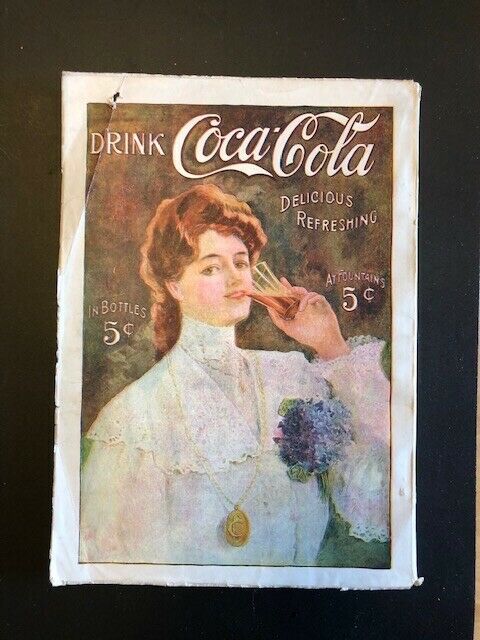 DRINK Coca-Cola
DELICIOUS
REFRESHING
IN BOTTLES
5¢
AT FOUNTAINS
5¢